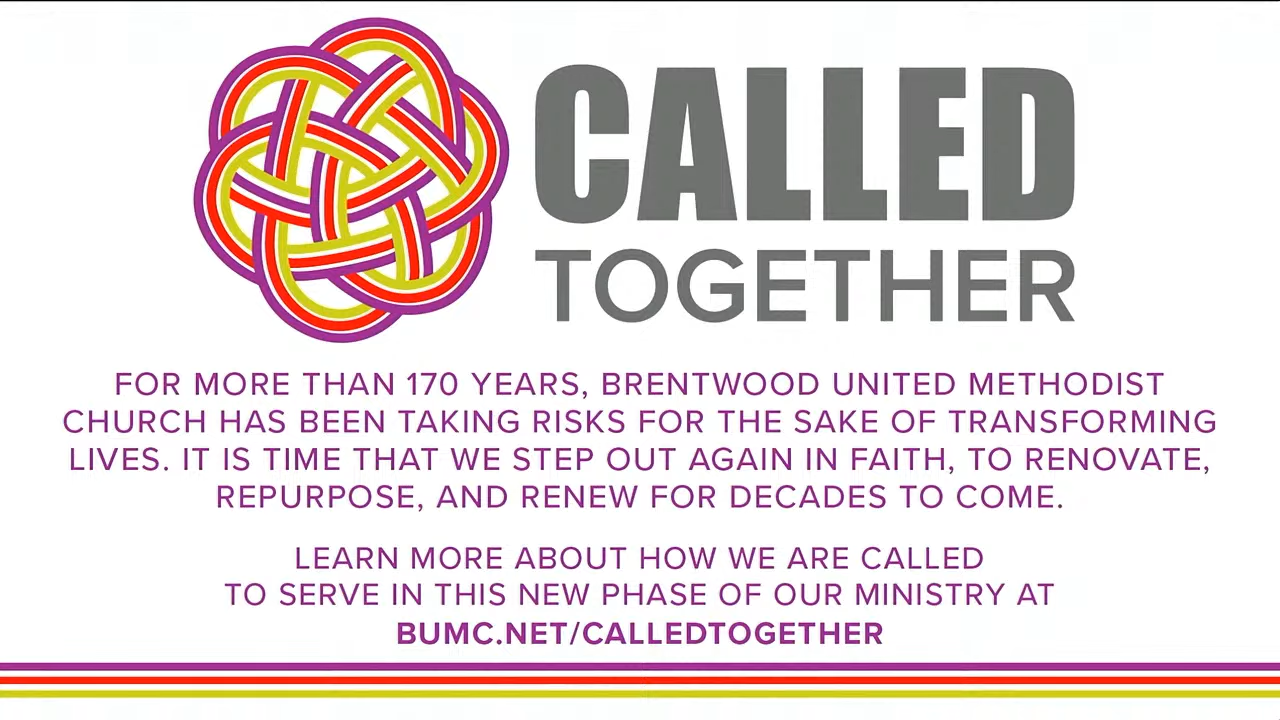 CALLED
TOGETHER
FOR MORE THAN 170 YEARS, BRENTWOOD UNITED METHODIST
CHURCH HAS BEEN TAKING RISKS FOR THE SAKE OF TRANSFORMING
LIVES. IT IS TIME THAT WE STEP OUT AGAIN IN FAITH, TO RENOVATE,
REPURPOSE, AND RENEW FOR DECADES TO COME.
LEARN MORE ABOUT HOW WE ARE CALLED
TO SERVE IN THIS NEW PHASE OF OUR MINISTRY AT
BUMC.NET/CALLEDTOGETHER